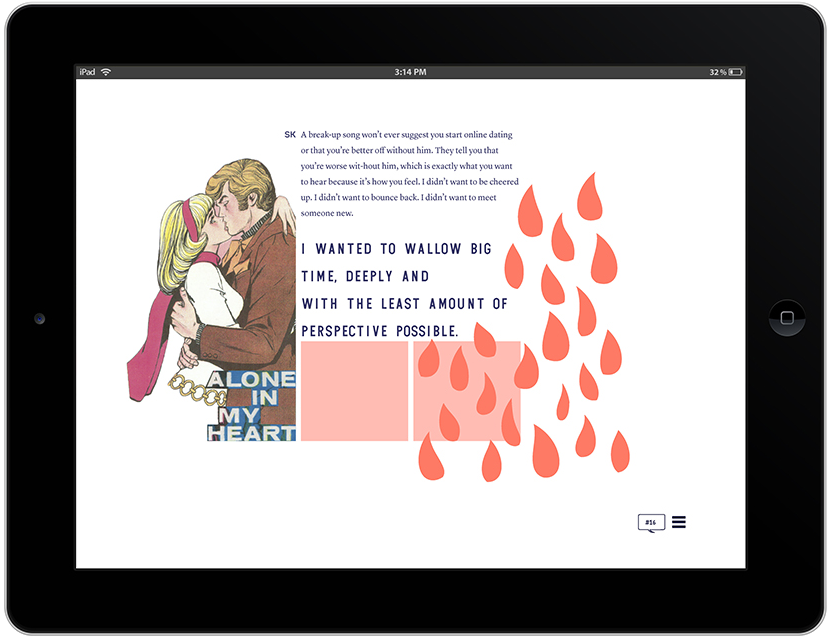 iPad
3:14 PM
32 %
SK A break-up song won't ever suggest you start online dating
or that you're better off without him. They tell you that
you're worse wit-hout him, which is exactly what you want
to hear because it's how you feel. I didn't want to be cheered
up. I didn't want to bounce back. I didn't want to meet
someone new.
I WANTED TO WALLOW BIG
TIME, DEEPLY AND
WITH THE LEAST AMOUNT OF
PERSPECTIVE POSSIBLE.
ALONE
IN
MY
HEART
#16